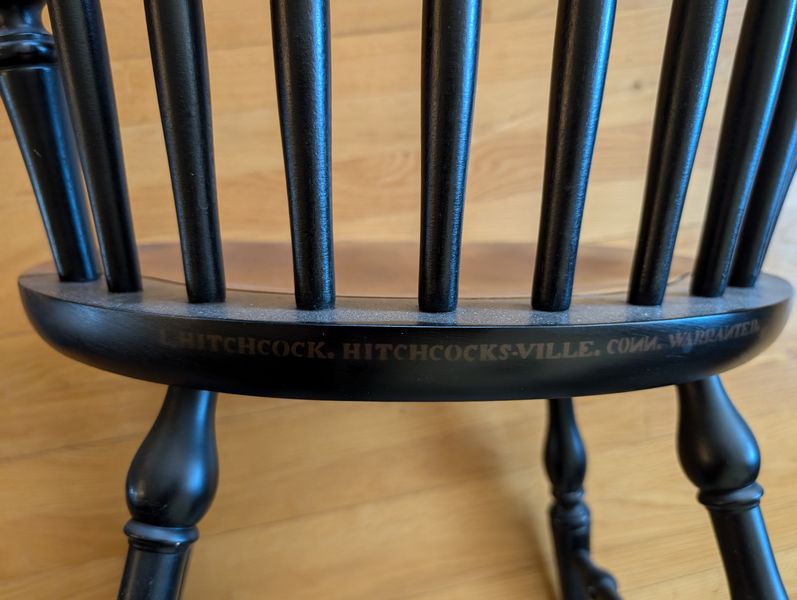 L.HITCHCOCK. HITCHCOCKS-VILLE. CONN. WARRANTED.